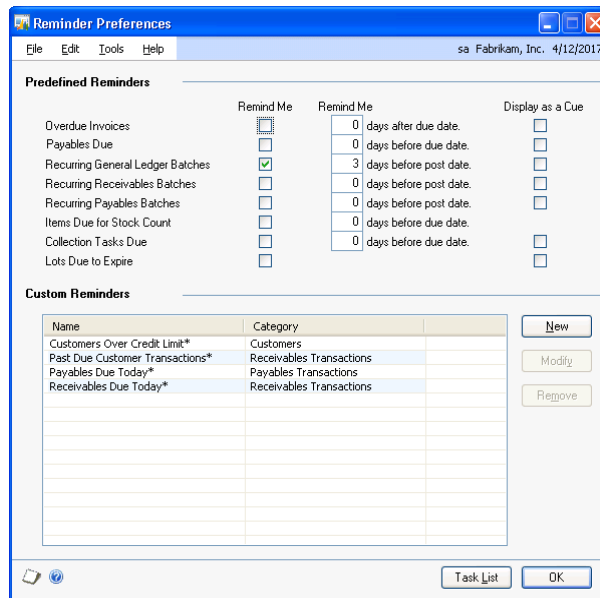 Reminder Preferences
File Edit Tools Help sa Fabrikam, Inc. 4/12/2017
Predefined Reminders
Remind Me Remind Me Display as a Cue
Overdue Invoices 0 days after due date.
Payables Due 0 days before due date.
Recurring General Ledger Batches 3 days before post date.
Recurring Receivables Batches 0 days before post date.
Recurring Payables Batches 0 days before post date.
Items Due for Stock Count 0 days before due date.
Collection Tasks Due 0 days before due date.
Lots Due to Expire
Custom Reminders
Name Category
Customers Over Credit Limit* Customers
Past Due Customer Transactions* Receivables Transactions
Payables Due Today* Payables Transactions
Receivables Due Today* Receivables Transactions
New
Modify
Remove
Task List OK